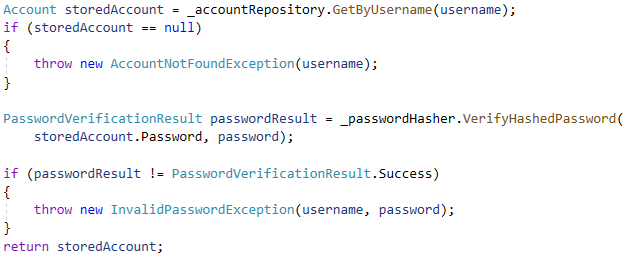 Account storedAccount = _accountRepository.GetByUsername(username);
if (storedAccount == null)
{
    throw new AccountNotFoundException(username);
}

PasswordVerificationResult passwordResult = _passwordHasher.VerifyHashedPassword(
    storedAccount.Password, password);

if (passwordResult != PasswordVerificationResult.Success)
{
    throw new InvalidPasswordException(username, password);
}
return storedAccount;